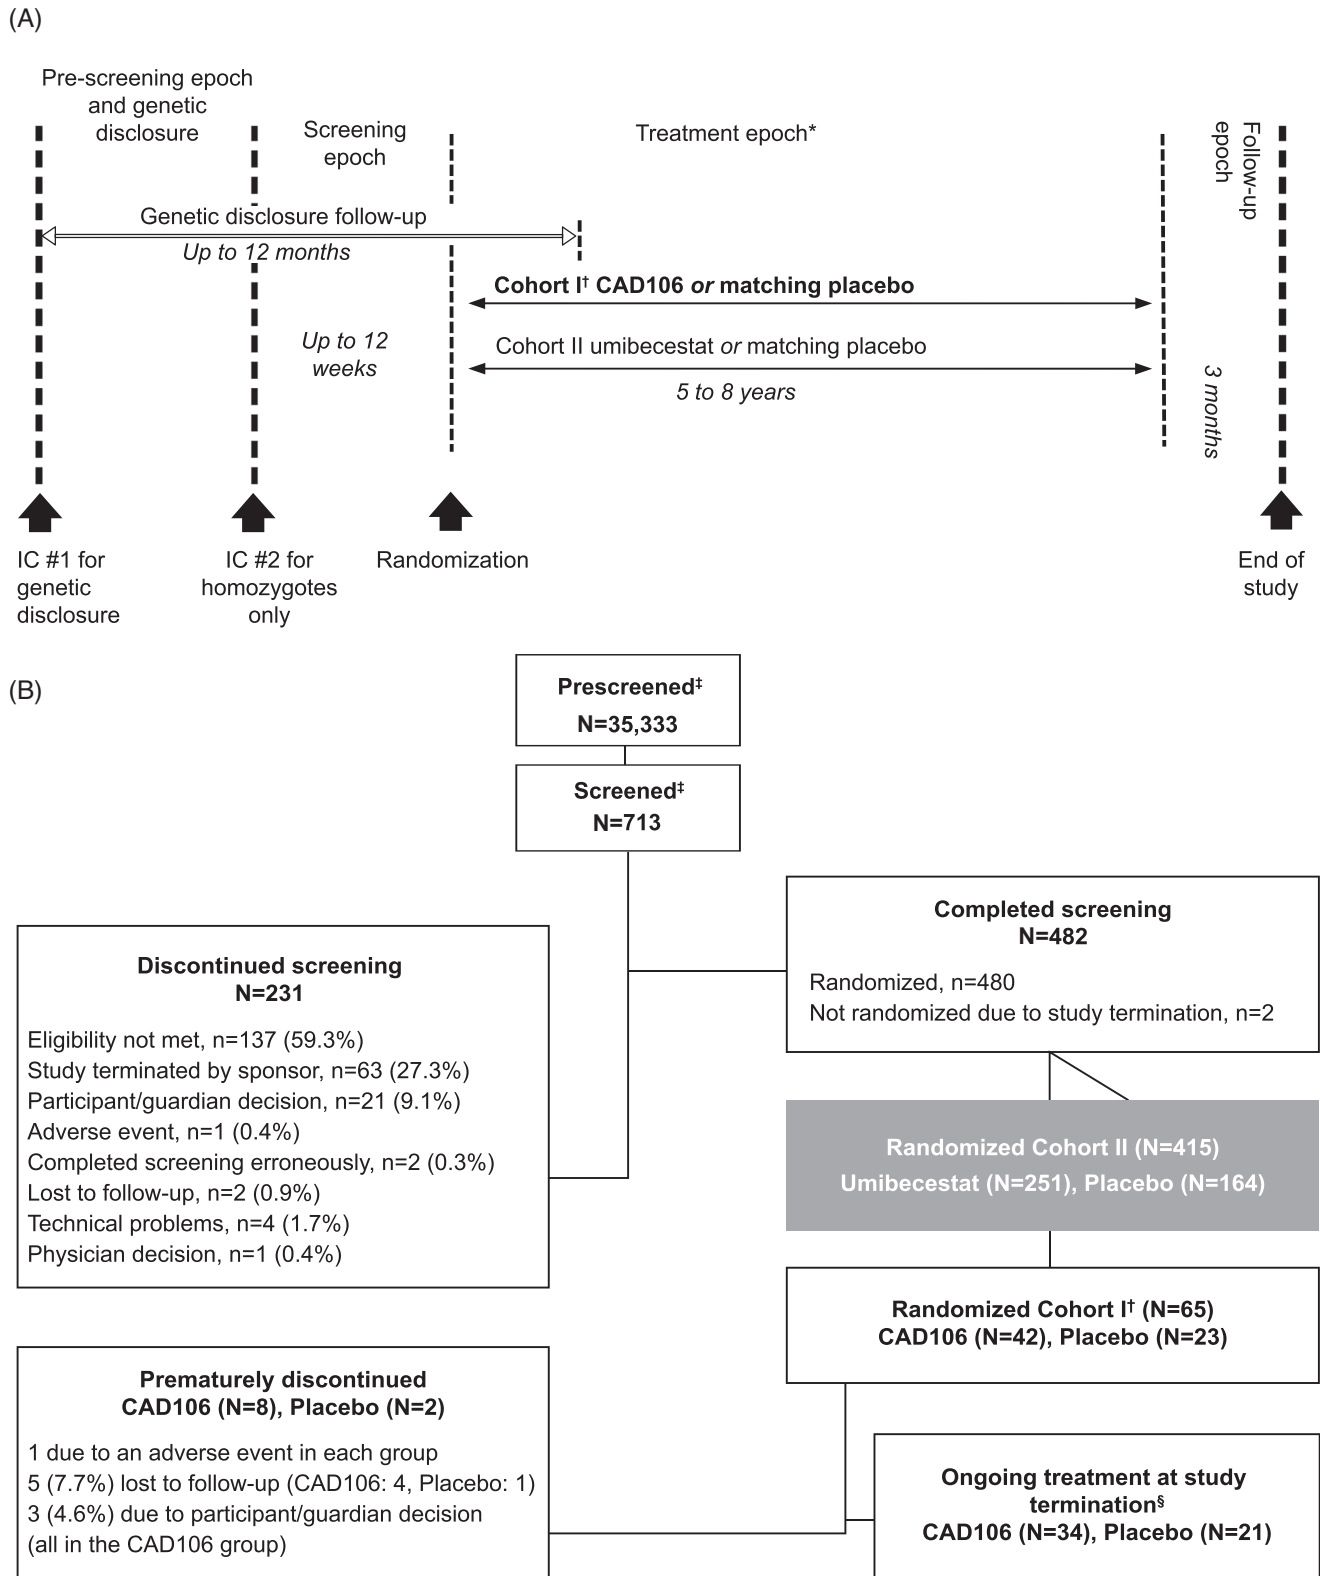 (A)
Pre-screening epoch
and genetic
disclosure
Screening
epoch
Treatment epoch*
Follow-up
epoch
Genetic disclosure follow-up
Up to 12 months
Cohort I† CAD106 or matching placebo
Up to 12
weeks
Cohort II umibecestat or matching placebo
5 to 8 years
3 months
IC #1 for
genetic
disclosure
IC #2 for
homozygotes
only
Randomization
End of
study
(B)
Prescreened‡
N=35,333
Screened‡
N=713
Completed screening
N=482
Randomized, n=480
Not randomized due to study termination, n=2
Discontinued screening
N=231
Eligibility not met, n=137 (59.3%)
Study terminated by sponsor, n=63 (27.3%)
Participant/guardian decision, n=21 (9.1%)
Adverse event, n=1 (0.4%)
Completed screening erroneously, n=2 (0.3%)
Lost to follow-up, n=2 (0.9%)
Technical problems, n=4 (1.7%)
Physician decision, n=1 (0.4%)
Randomized Cohort II (N=415)
Umibecestat (N=251), Placebo (N=164)
Randomized Cohort I† (N=65)
CAD106 (N=42), Placebo (N=23)
Prematurely discontinued
CAD106 (N=8), Placebo (N=2)
1 due to an adverse event in each group
5 (7.7%) lost to follow-up (CAD106: 4, Placebo: 1)
3 (4.6%) due to participant/guardian decision
(all in the CAD106 group)
Ongoing treatment at study
termination§
CAD106 (N=34), Placebo (N=21)